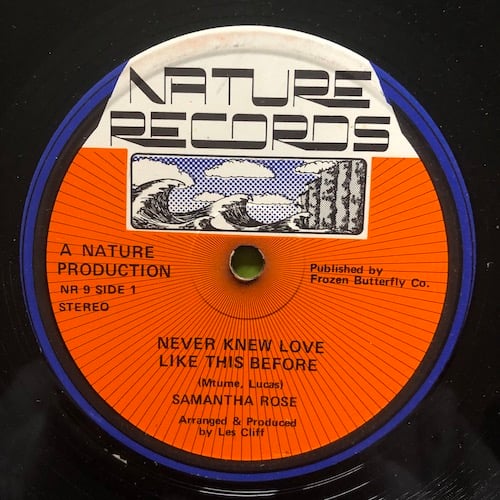 NATURE
RECORDS
A NATURE
PRODUCTION
NR 9 SIDE 1
STEREO
Published by
Frozen Butterfly Co.
NEVER KNEW LOVE
LIKE THIS BEFORE
(Mtume, Lucas)
SAMANTHA ROSE
Arranged & Produced
by Les Cliff